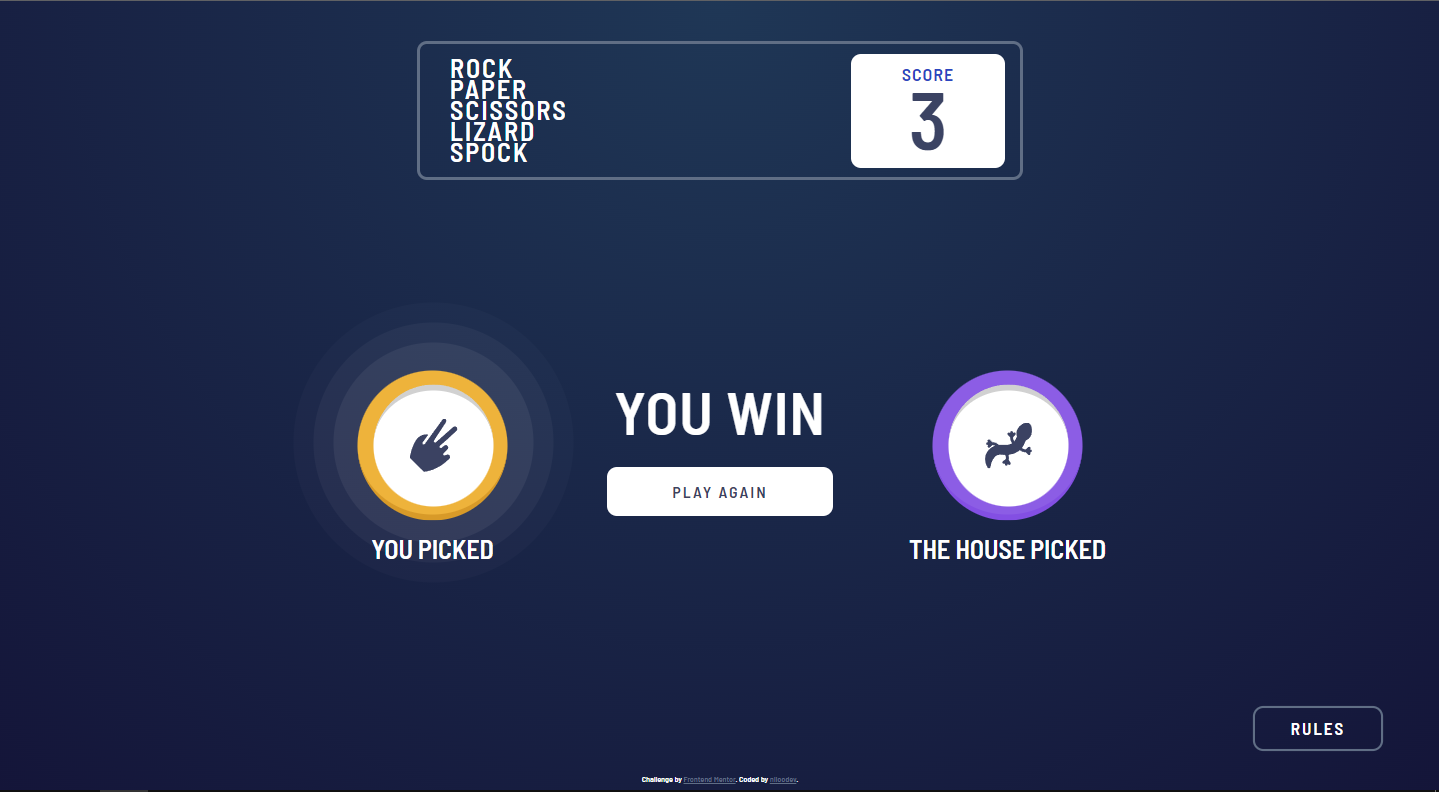 ROCK
PAPER
SCISSORS
LIZARD
SPOCK
SCORE
3
YOU WIN
PLAY AGAIN
YOU PICKED
THE HOUSE PICKED
RULES
Challenge by Frontend Mentor. Coded by niloodev.